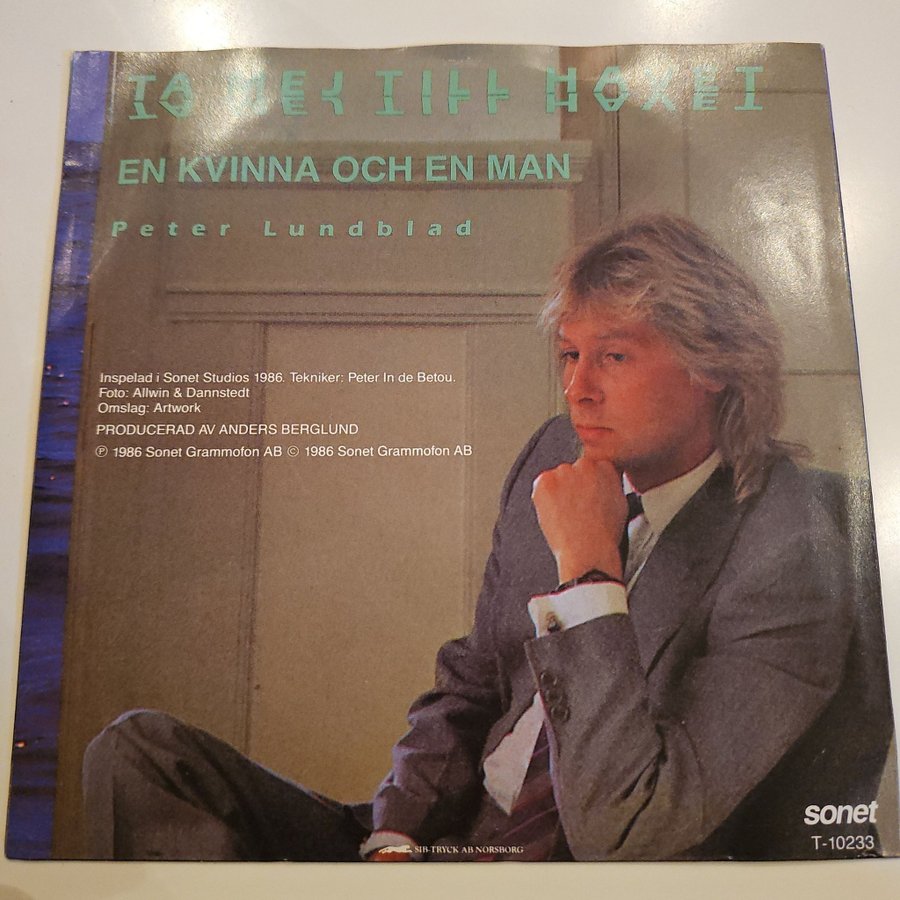 TA MEJ TILL HAVET
EN KVINNA OCH EN MAN
Peter Lundblad
Inspelad i Sonet Studios 1986. Tekniker: Peter In de Betou.
Foto: Allwin & Dannstedt
Omslag: Artwork
PRODUCERAD AV ANDERS BERGLUND
℗ 1986 Sonet Grammofon AB © 1986 Sonet Grammofon AB
sonet
T-10233
SIB-TRYCK AB NORSBORG